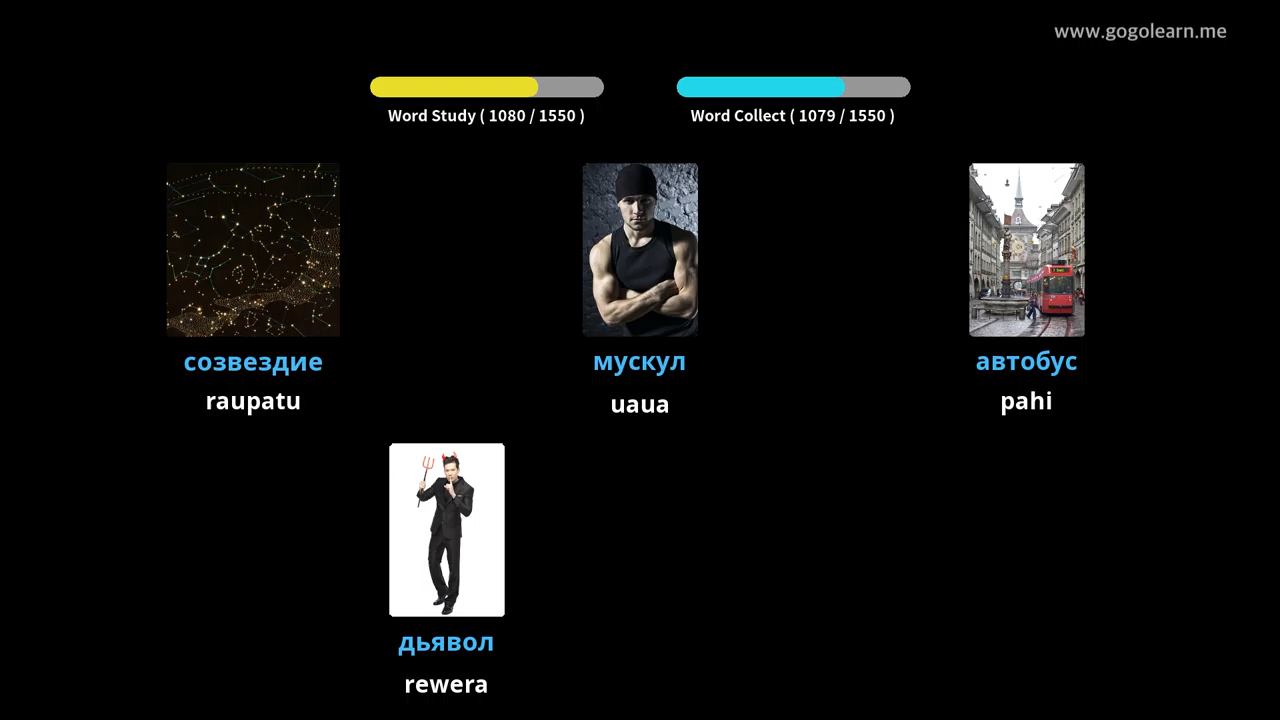 www.gogolearn.me
Word Study ( 1080 / 1550 )
Word Collect ( 1079 / 1550 )
созвездие
raupatu
мускул
uaua
автобус
pahi
дьявол
rewera